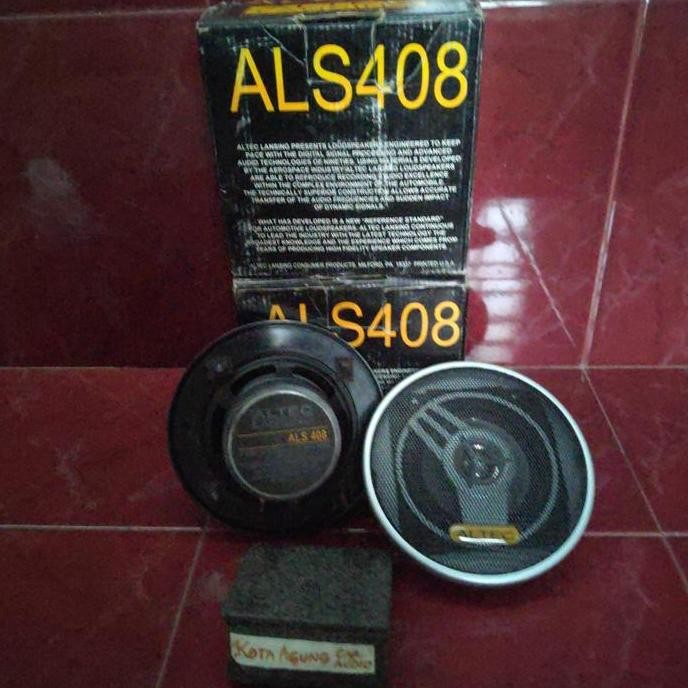 ALS408
ALTEC LANSING PRESENTS LOUDSPEAKERS ENGINEERED TO KEEP
PACE WITH THE DIGITAL SIGNAL PROCESSING AND ADVANCED
AUDIO TECHNOLOGIES OF NINETIES. USING MATERIALS DEVELOPED
BY THE AEROSPACE INDUSTRY ALTEC LANSING LOUDSPEAKERS
ARE ABLE TO REPRODUCE RECORDING STUDIO EXCELLENCE
WITHIN THE COMPLEX ENVIRONMENT OF THE AUTOMOBILE.
THE TECHNICALLY SUPERIOR CONSTRUCTION ALLOWS ACCURATE
TRANSFER OF THE AUDIO FREQUENCIES AND MAXIMUM IMPACT
OF DYNAMIC SIGNALS.
WHAT HAS DEVELOPED IS A NEW "REFERENCE STANDARD"
FOR AUTOMOTIVE LOUDSPEAKERS. ALTEC LANSING CONTINUOUS
TO LEAD THE INDUSTRY WITH THE LATEST TECHNOLOGY THE
BROADEST KNOWLEDGE AND THE EXPERIENCE WHICH COMES FROM
YEARS OF PRODUCING HIGH FIDELITY SPEAKER COMPONENTS.
ALTEC LANSING CONSUMER PRODUCTS, MILFORD, PA. 18337 PRINTED U.S.A.
ALS408
ALTEC
ALS 408
ALTEC
KOTA AGUNG CAR
AUDIO